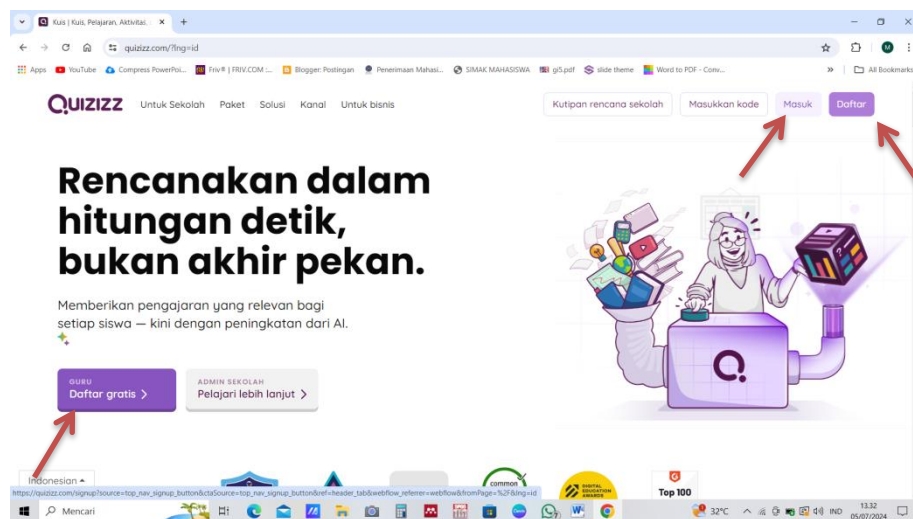 Kuis | Kuis, Pelajaran, Aktivitas,
quizizz.com/?lng=id
Apps YouTube Compress PowerPoi... Friv® | FRIV.COM :... Blogger: Postingan Penerimaan Mahasi... SIMAK MAHASISWA gi5.pdf slide theme Word to PDF - Conv... » All Bookmarks
QUIZIZZ Untuk Sekolah Paket Solusi Kanal Untuk bisnis Kutipan rencana sekolah Masukkan kode Masuk Daftar
Rencanakan dalam
hitungan detik,
bukan akhir pekan.
Memberikan pengajaran yang relevan bagi
setiap siswa — kini dengan peningkatan dari AI.
GURU
Daftar gratis >
ADMIN SEKOLAH
Pelajari lebih lanjut >
Indonesian
common
DIGITAL
EDUCATION
AWARDS
Top 100
https://quizizz.com/signup?source=top_nav_signup_button&ctaSource=top_nav_signup_button&ref=header_tab&webflow_referrer=webflow&fromPage=%2F&lng=id
Mencari 32°C IND 13.32
05/07/2024